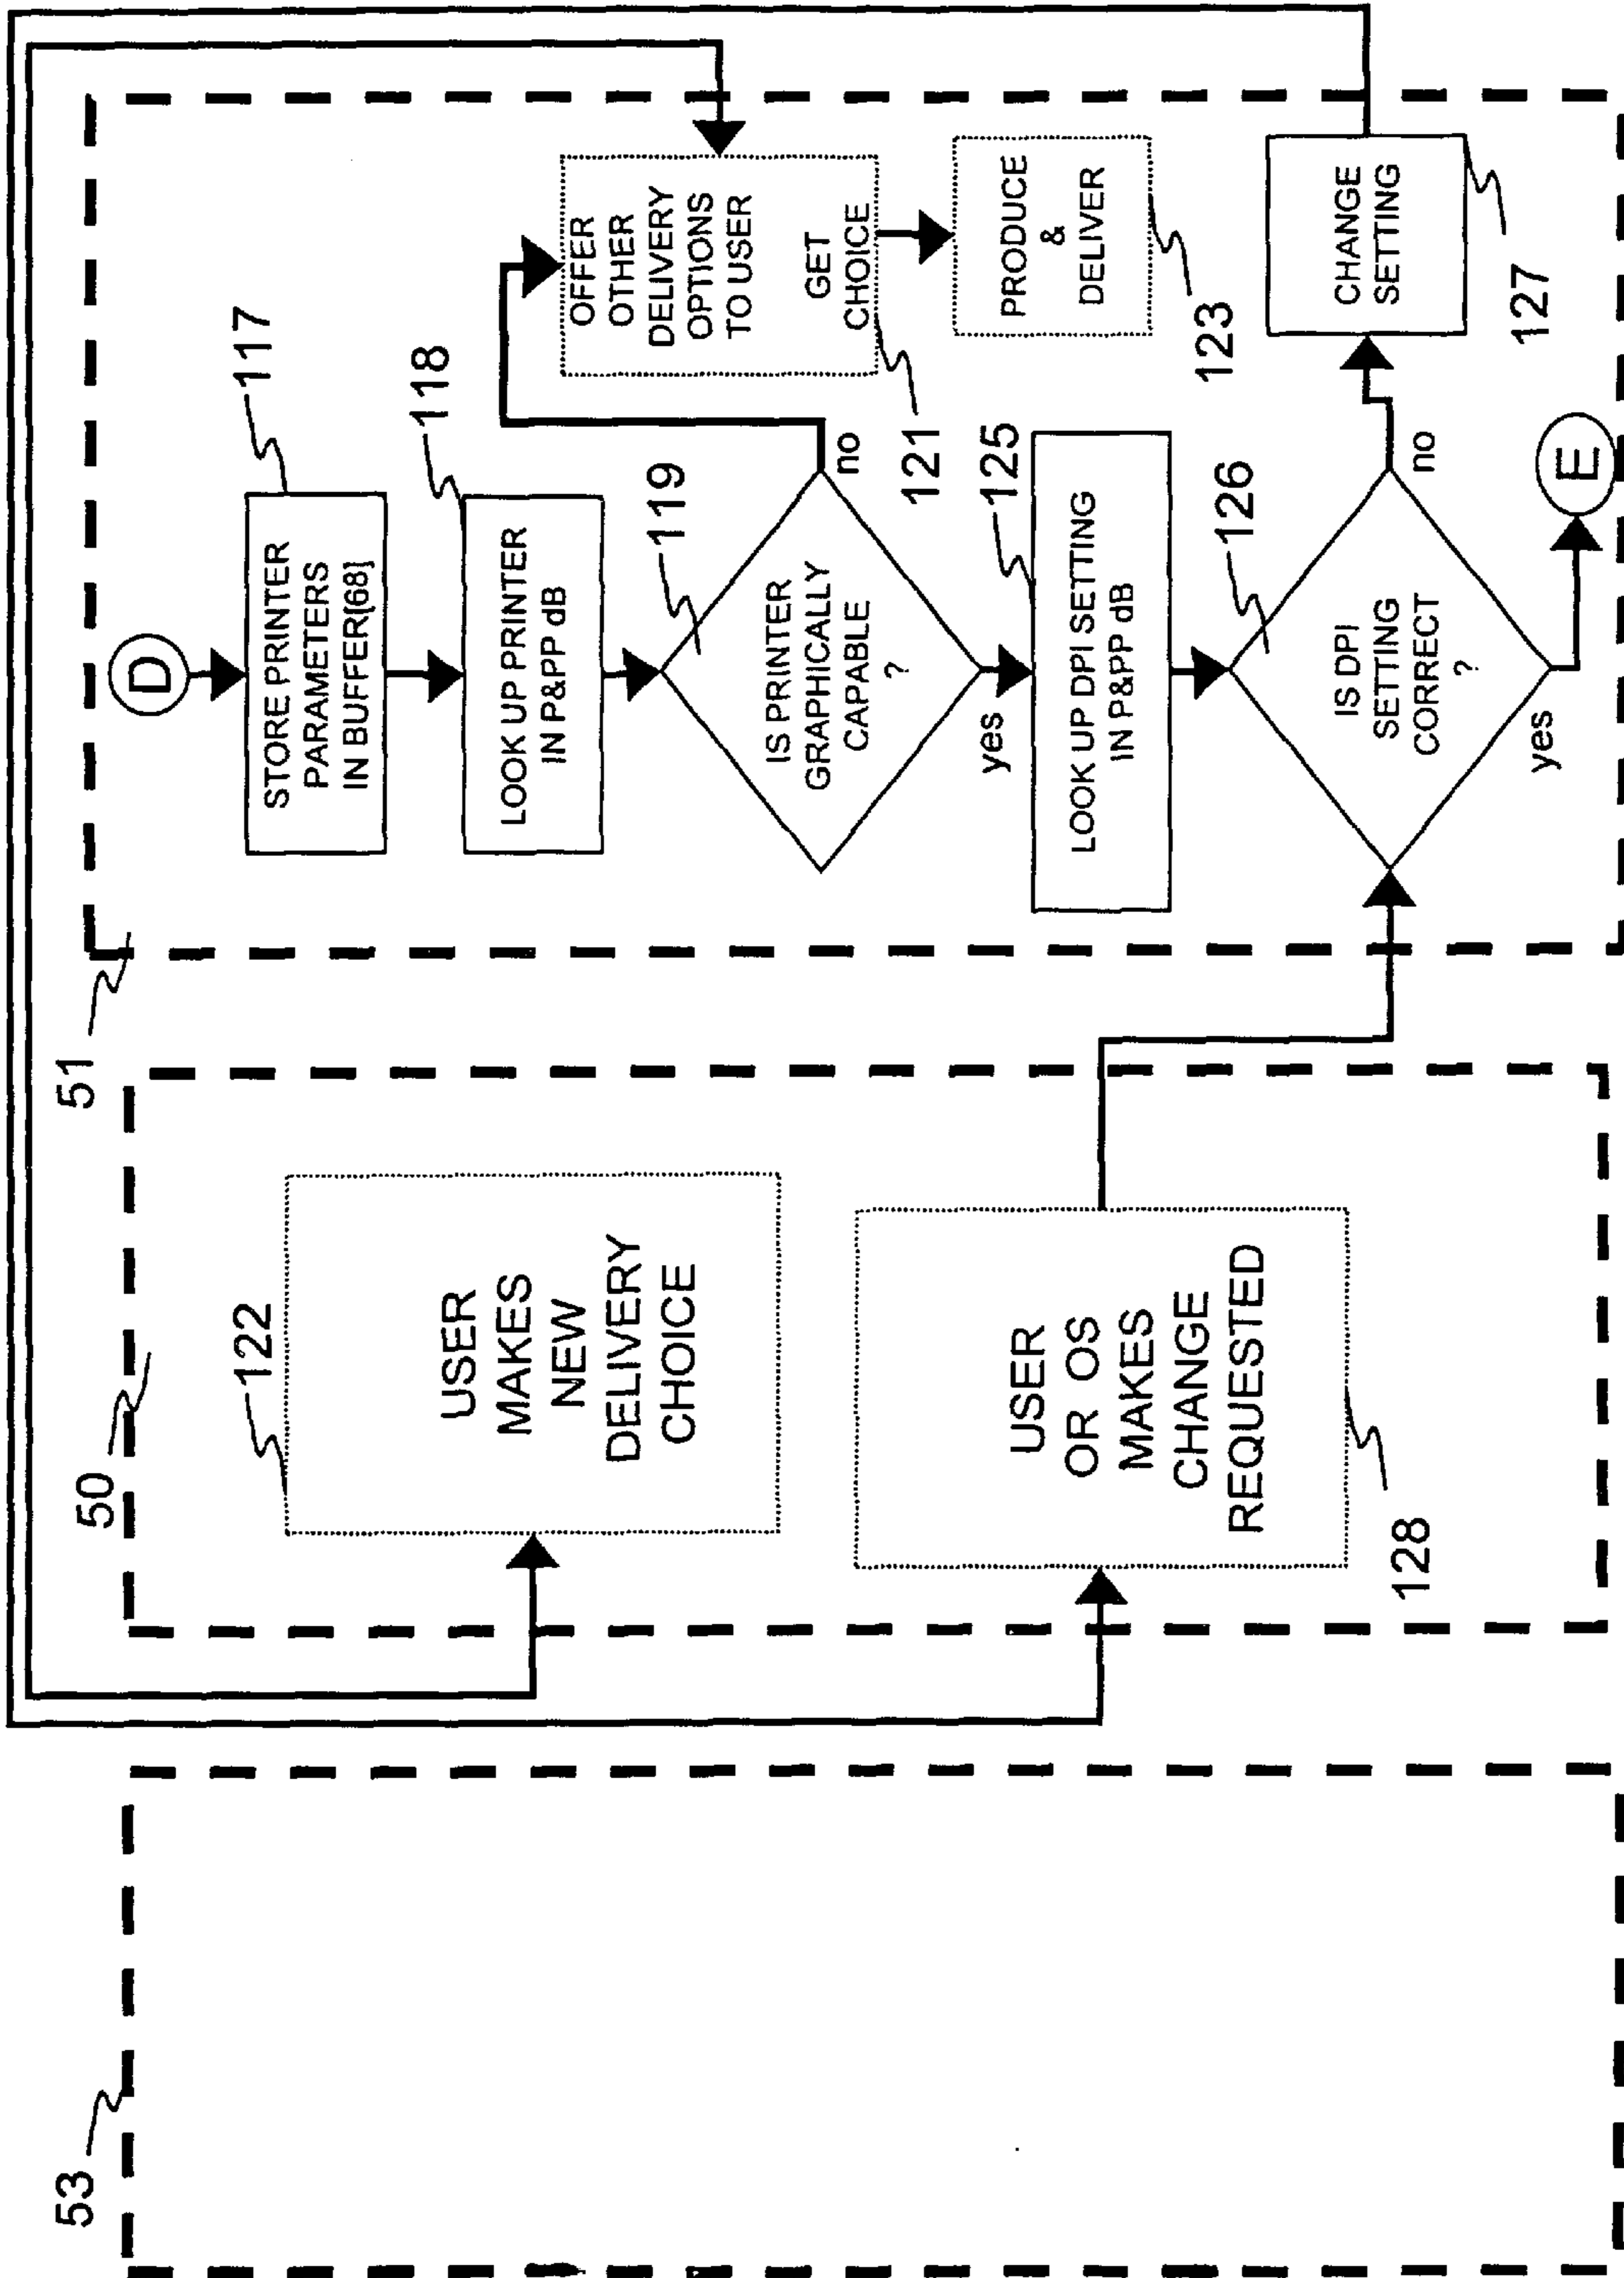 53
50
51
122
USER
MAKES
NEW
DELIVERY
CHOICE
USER
OR OS
MAKES
CHANGE
REQUESTED
128
D
STORE PRINTER
PARAMETERS
IN BUFFER[68]
117
LOOK UP PRINTER
IN P&PP dB
118
IS PRINTER
GRAPHICALLY
CAPABLE
?
119
no
yes
OFFER
OTHER
DELIVERY
OPTIONS
TO USER
GET
CHOICE
121
PRODUCE
&
DELIVER
123
LOOK UP DPI SETTING
IN P&PP dB
125
IS DPI
SETTING
CORRECT
?
126
no
yes
CHANGE
SETTING
127
E